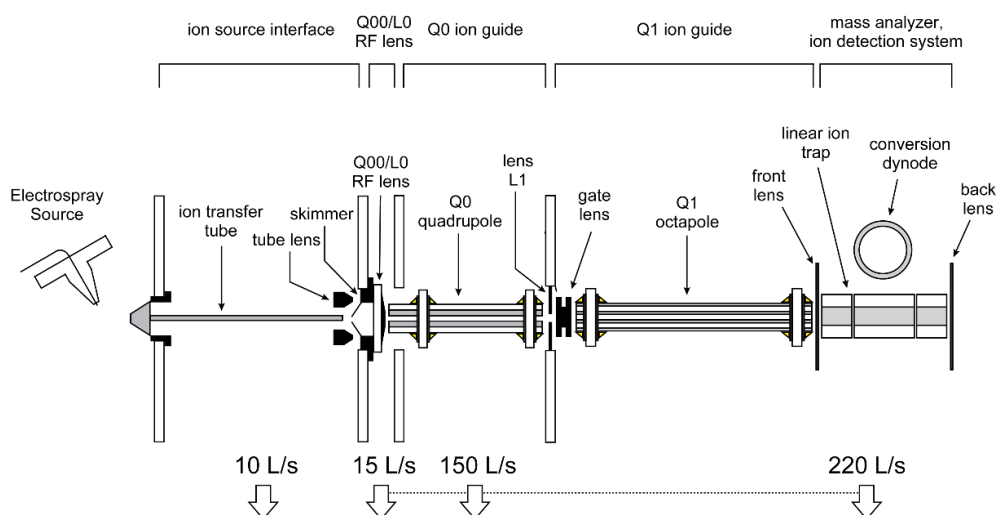 ion source interface
Q00/L0
RF lens
Q0 ion guide
Q1 ion guide
mass analyzer,
ion detection system
Electrospray
Source
ion transfer
tube
skimmer
tube lens
Q00/L0
RF lens
Q0
quadrupole
lens
L1
gate
lens
Q1
octapole
front
lens
linear ion
trap
conversion
dynode
back
lens
10 L/s
15 L/s
150 L/s
220 L/s